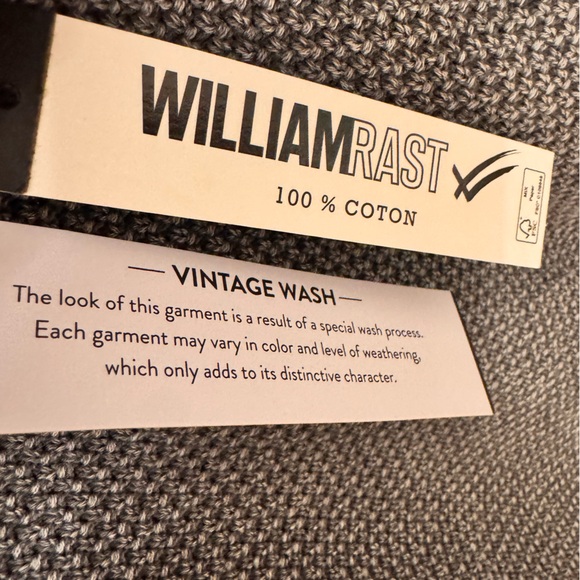 WILLIAMRAST
100 % COTON
— VINTAGE WASH —
The look of this garment is a result of a special wash process.
Each garment may vary in color and level of weathering,
which only adds to its distinctive character.